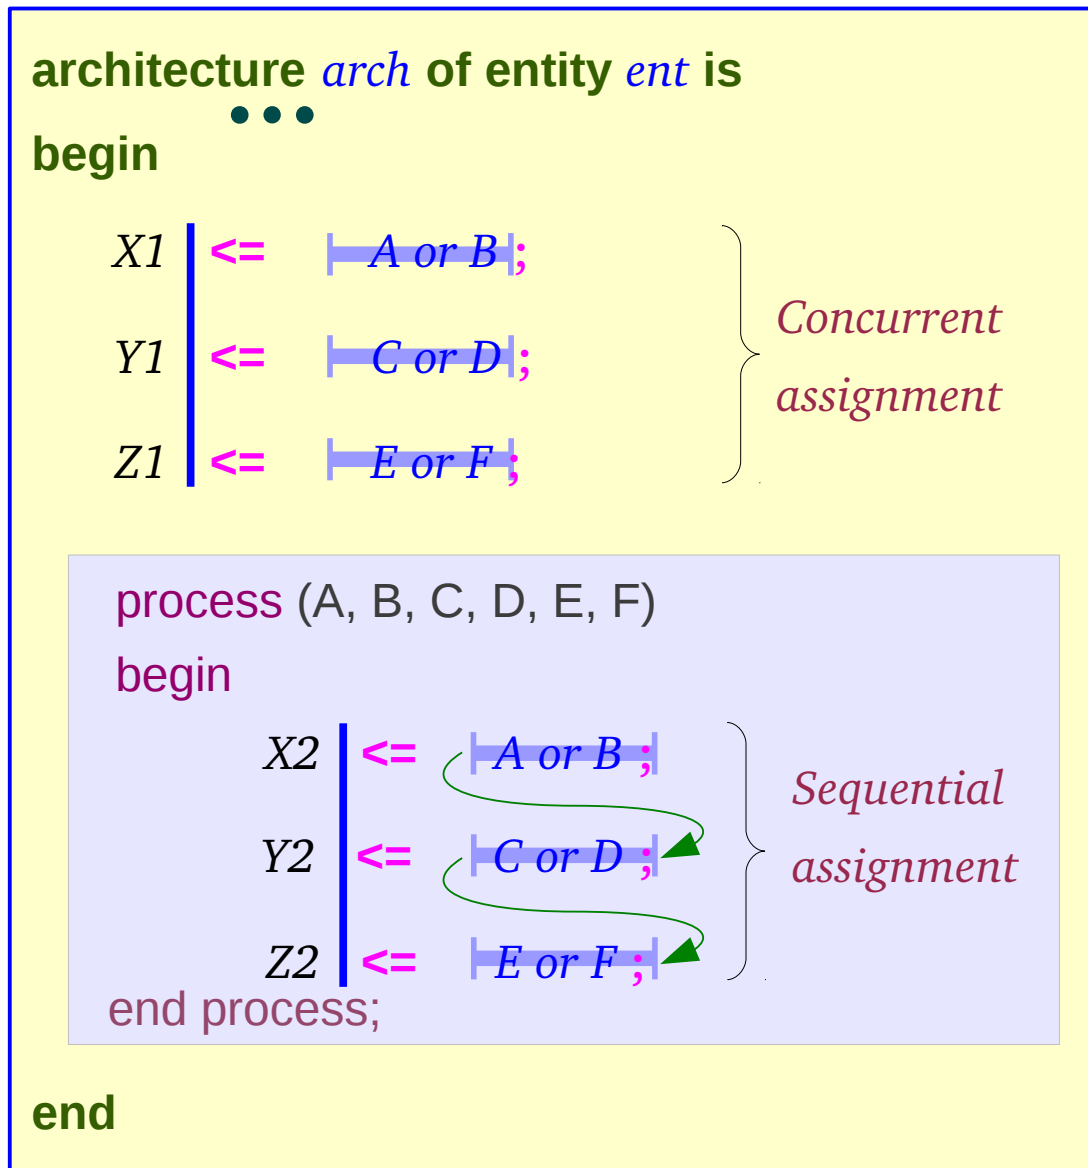 architecture arch of entity ent is
• • •
begin
X1 <= A or B ;
Y1 <= C or D ;
Z1 <= E or F ;
Concurrent
assignment
process (A, B, C, D, E, F)
begin
X2 <= A or B ;
Y2 <= C or D ;
Z2 <= E or F ;
Sequential
assignment
end process;
end